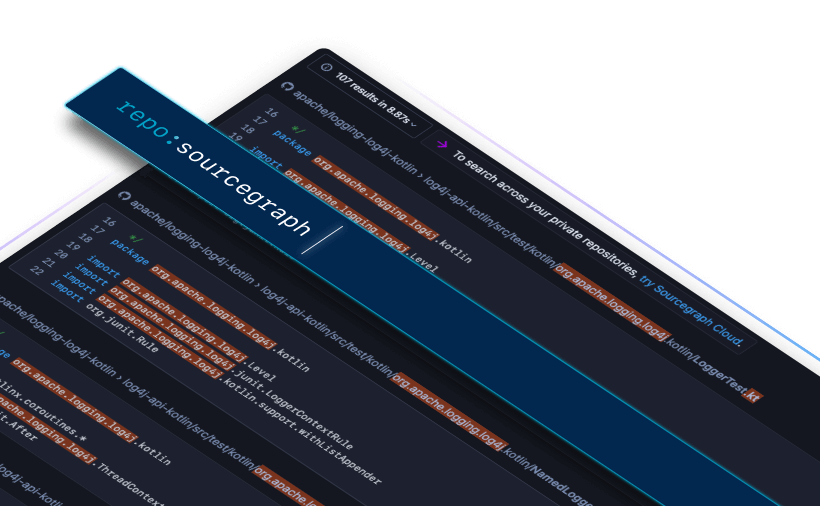 107 results in 8.87s
To search across your private repositories, try Sourcegraph Cloud.
apache/logging-log4j-kotlin › log4j-api-kotlin/src/test/kotlin/org.apache.logging.log4j.kotlin/LoggerTest.kt
16 */
17 package org.apache.logging.log4j.kotlin
18
19 import org.apache.logging.log4j.Level
repo:sourcegraph
apache/logging-log4j-kotlin › log4j-api-kotlin/src/test/kotlin/org.apache.logging.log4j.kotlin/NamedLogge
16 */
17 package org.apache.logging.log4j.kotlin
18
19 import org.apache.logging.log4j.Level
20 import org.apache.logging.log4j.junit.LoggerContextRule
21 import org.apache.logging.log4j.kotlin.support.withListAppender
22 import org.junit.Rule
apache/logging-log4j-kotlin › log4j-api-kotlin/src/test/kotlin/org.apache.lo
org.apache.logging.log4j.kotlin
linx.coroutines.*
pache.logging.log4j.ThreadContext
t.After
log4j-api-kotlin